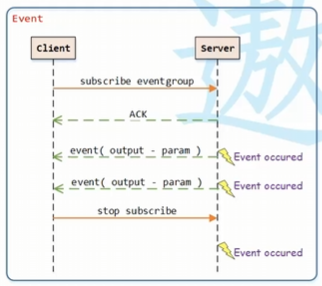 Event
Client
Server
subscribe eventgroup
ACK
event( output - param )
Event occured
event( output - param )
Event occured
stop subscribe
Event occured
遨